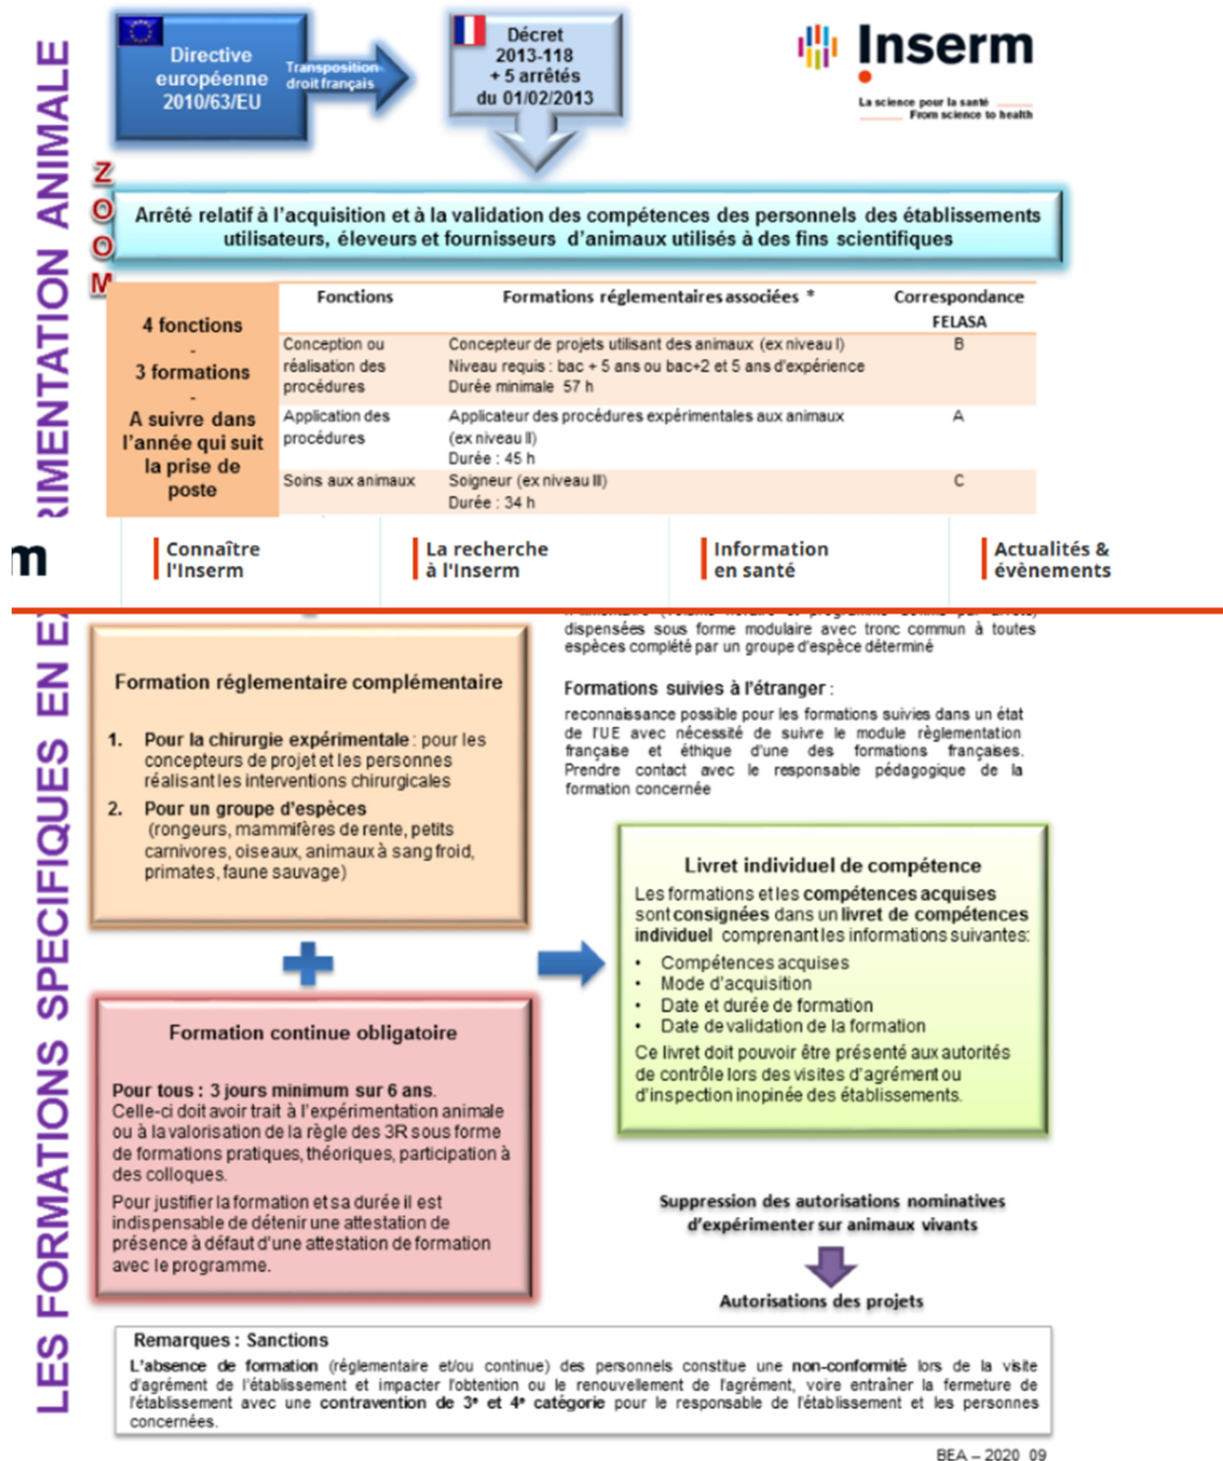 Directive
européenne
2010/63/EU
Transposition
droit français
Décret
2013-118
+ 5 arrêtés
du 01/02/2013
Inserm
La science pour la santé
From science to health
ZOOM
Arrêté relatif à l'acquisition et à la validation des compétences des personnels des établissements
utilisateurs, éleveurs et fournisseurs d'animaux utilisés à des fins scientifiques
4 fonctions
-
3 formations
-
A suivre dans
l'année qui suit
la prise de
poste
Fonctions Formations réglementaires associées * Correspondance
FELASA
Conception ou Concepteur de projets utilisant des animaux (ex niveau I) B
réalisation des Niveau requis : bac + 5 ans ou bac+2 et 5 ans d'expérience
procédures Durée minimale 57 h
Application des Applicateur des procédures expérimentales aux animaux A
procédures (ex niveau II)
Durée : 45 h
Soins aux animaux Soigneur (ex niveau III) C
Durée : 34 h
RIMENTATION ANIMALE
m
Connaître
l'Inserm
La recherche
à l'Inserm
Information
en santé
Actualités &
évènements
LES FORMATIONS SPECIFIQUES EN E
Formation réglementaire complémentaire
1. Pour la chirurgie expérimentale : pour les
concepteurs de projet et les personnes
réalisant les interventions chirurgicales
2. Pour un groupe d'espèces
(rongeurs, mammifères de rente, petits
carnivores, oiseaux, animaux à sang froid,
primates, faune sauvage)
dispensées sous forme modulaire avec tronc commun à toutes
espèces complété par un groupe d'espèce déterminé
Formations suivies à l'étranger :
reconnaissance possible pour les formations suivies dans un état
de l'UE avec nécessité de suivre le module règlementation
française et éthique d'une des formations françaises.
Prendre contact avec le responsable pédagogique de la
formation concernée
Formation continue obligatoire
Pour tous : 3 jours minimum sur 6 ans.
Celle-ci doit avoir trait à l'expérimentation animale
ou à la valorisation de la règle des 3R sous forme
de formations pratiques, théoriques, participation à
des colloques.
Pour justifier la formation et sa durée il est
indispensable de détenir une attestation de
présence à défaut d'une attestation de formation
avec le programme.
Livret individuel de compétence
Les formations et les compétences acquises
sont consignées dans un livret de compétences
individuel comprenant les informations suivantes:
• Compétences acquises
• Mode d'acquisition
• Date et durée de formation
• Date de validation de la formation
Ce livret doit pouvoir être présenté aux autorités
de contrôle lors des visites d'agrément ou
d'inspection inopinée des établissements.
Suppression des autorisations nominatives
d'expérimenter sur animaux vivants
Autorisations des projets
Remarques : Sanctions
L'absence de formation (réglementaire et/ou continue) des personnels constitue une non-conformité lors de la visite
d'agrément de l'établissement et impacter l'obtention ou le renouvellement de l'agrément, voire entraîner la fermeture de
l'établissement avec une contravention de 3e et 4e catégorie pour le responsable de l'établissement et les personnes
concernées.
BEA – 2020_09